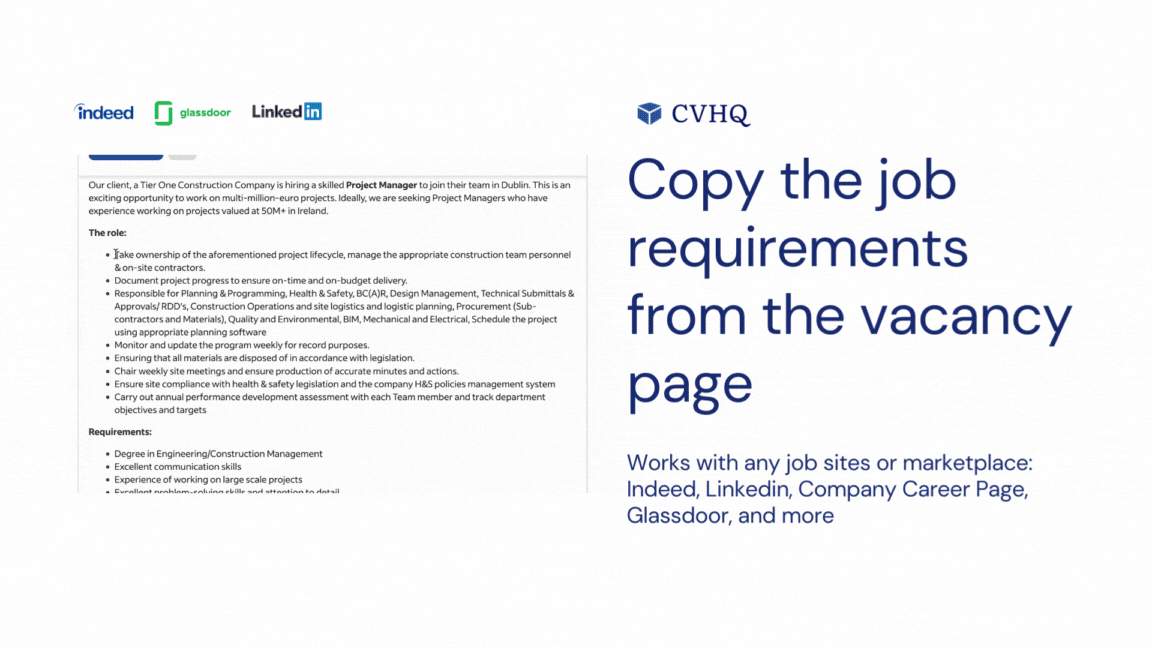 indeed
glassdoor
Linkedin
Our client, a Tier One Construction Company is hiring a skilled Project Manager to join their team in Dublin. This is an
exciting opportunity to work on multi-million-euro projects. Ideally, we are seeking Project Managers who have
experience working on projects valued at 50M+ in Ireland.
The role:
Take ownership of the aforementioned project lifecycle, manage the appropriate construction team personnel
& on-site contractors.
Document project progress to ensure on-time and on-budget delivery.
Responsible for Planning & Programming, Health & Safety, BC(A)R, Design Management, Technical Submittals &
Approvals/ RDD's, Construction Operations and site logistics and logistic planning, Procurement (Sub-
contractors and Materials), Quality and Environmental, BIM, Mechanical and Electrical, Schedule the project
using appropriate planning software
Monitor and update the program weekly for record purposes.
Ensuring that all materials are disposed of in accordance with legislation.
Chair weekly site meetings and ensure production of accurate minutes and actions.
Ensure site compliance with health & safety legislation and the company H&S policies management system
Carry out annual performance development assessment with each Team member and track department
objectives and targets
Requirements:
Degree in Engineering/Construction Management
Excellent communication skills
Experience of working on large scale projects
Excellent problem-solving skills and attention to detail
CVHQ
Copy the job
requirements
from the vacancy
page
Works with any job sites or marketplace:
Indeed, Linkedin, Company Career Page,
Glassdoor, and more